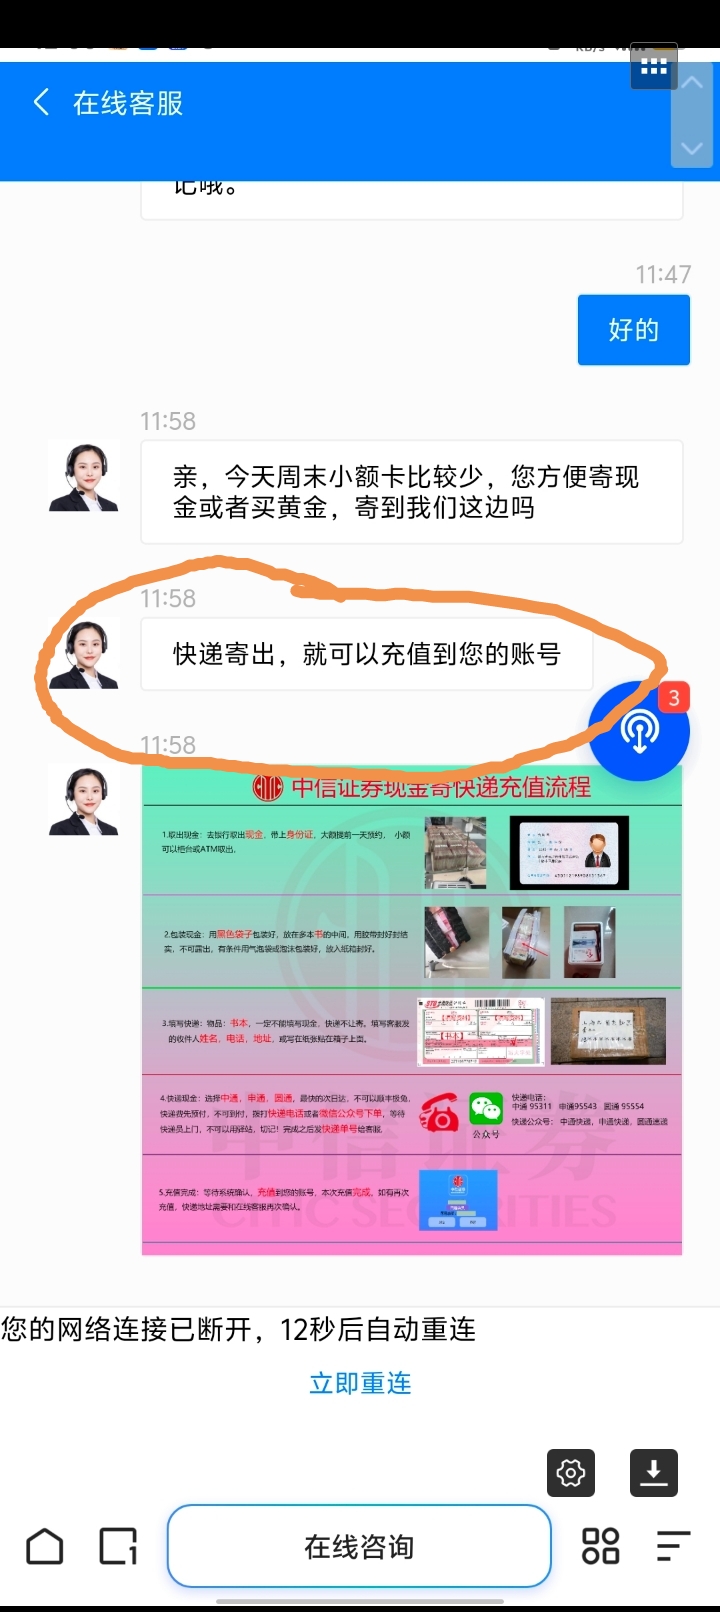 在线客服
记哦。
11:47
好的
11:58
亲，今天周末小额卡比较少，您方便寄现
金或者买黄金，寄到我们这边吗
11:58
快递寄出，就可以充值到您的账号
3
11:58
中信证券现金寄快递充值流程
1.取出现金：去银行取出现金，带上身份证，大额提前一天预约， 小额
可以柜台或ATM取出。
2.包装现金：用黑色袋子包装好，放在多本书的中间，用胶带封好封结
实，不可露出，有条件用气泡袋或泡沫包装好，放入纸箱封好。
3.填写快递：物品：书本，一定不能填写现金，快递不让寄。填写客服发
的收件人姓名，电话，地址，或写在纸张贴在箱子上面。
4.快递现金：选择中通，申通，圆通，最快的次日达，不可以顺丰极兔，
快递费先预付，不可到付，拨打快递电话或者微信公众号下单，等待
快递员上门，不可以用驿站，切记！完成之后发快递单号给客服。
公众号
快递电话：
中通 95311 申通95543 圆通 95554
快递公众号： 中通快递，申通快递，圆通速递
5.充值完成：等待系统确认，充值到您的账号，本次充值完成，如有再次
充值，快递地址需要和在线客服再次确认。
中信证券
CITIC SECURITIES
您的网络连接已断开，12秒后自动重连
立即重连
1
在线咨询